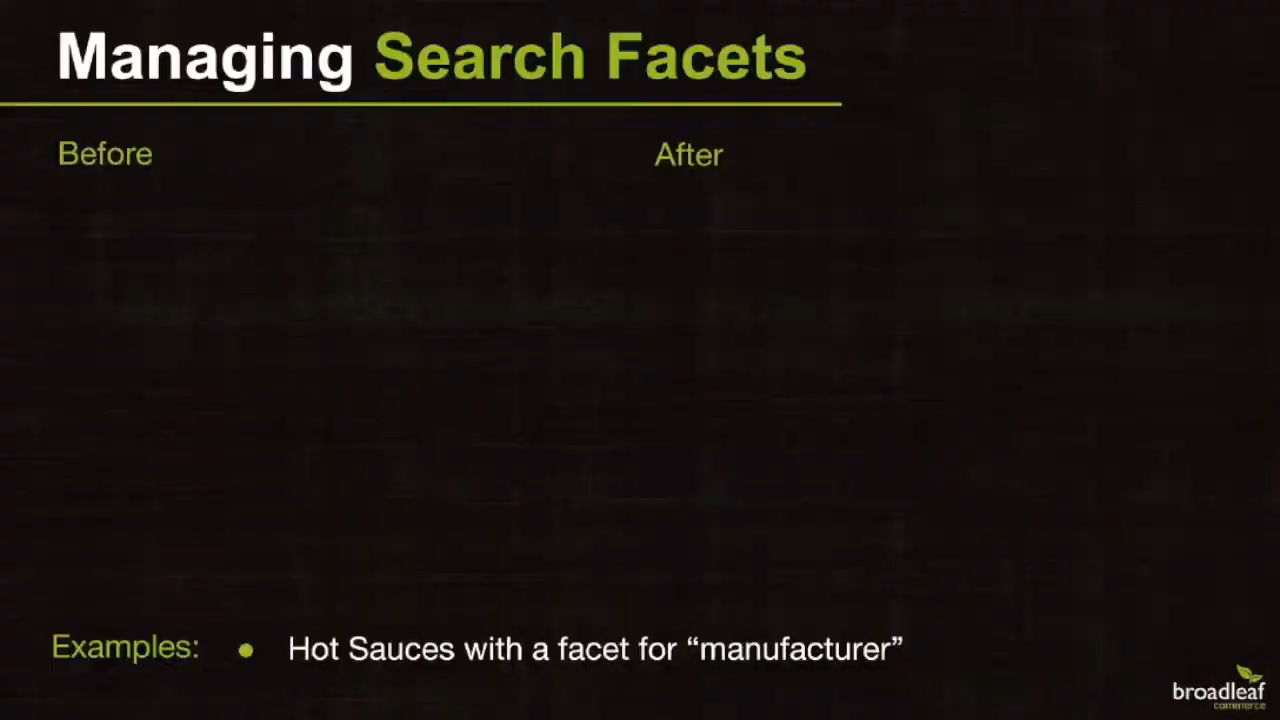 Managing Search Facets
Before
After
Examples: • Hot Sauces with a facet for “manufacturer”
broadleaf
commerce